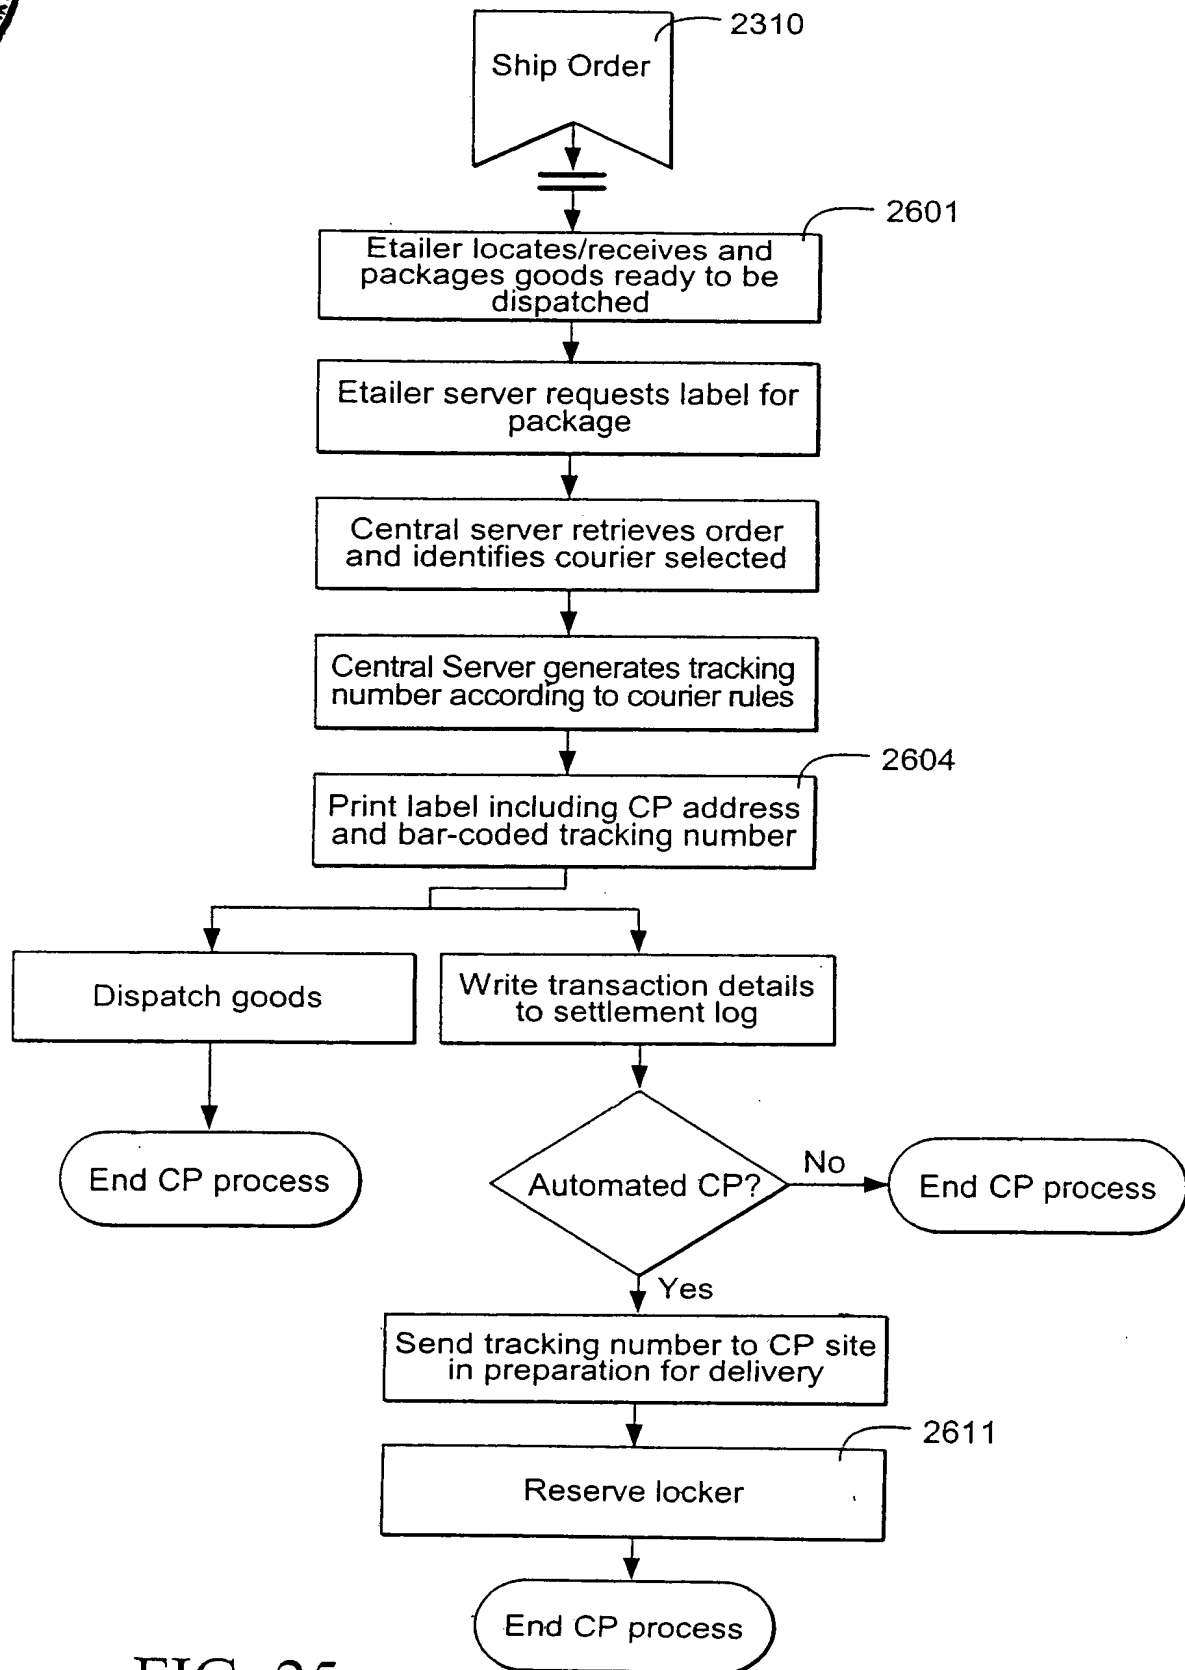 2310
Ship Order
2601
Etailer locates/receives and
packages goods ready to be
dispatched
Etailer server requests label for
package
Central server retrieves order
and identifies courier selected
Central Server generates tracking
number according to courier rules
2604
Print label including CP address
and bar-coded tracking number
Dispatch goods
Write transaction details
to settlement log
End CP process
Automated CP?
No
End CP process
Yes
Send tracking number to CP site
in preparation for delivery
2611
Reserve locker
End CP process
FIG. 25